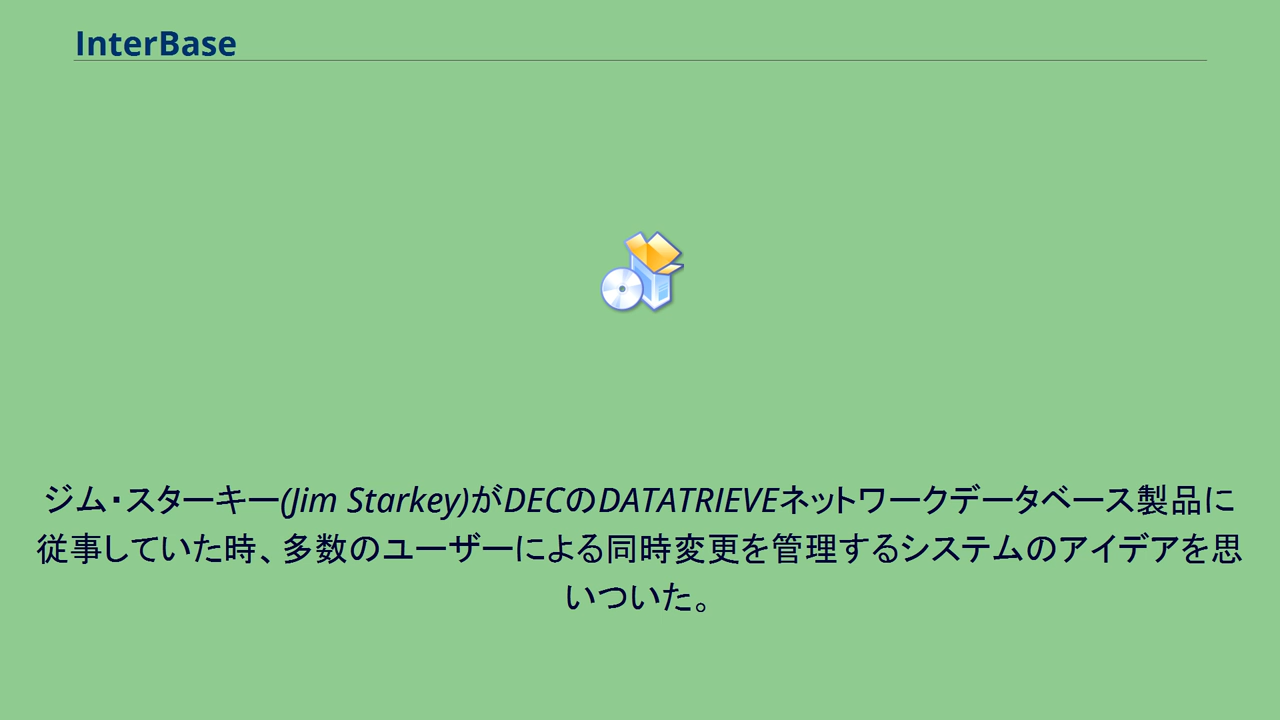 InterBase
ジム・スターキー(Jim Starkey)がDECのDATATRIEVEネットワークデータベース製品に
従事していた時、多数のユーザーによる同時変更を管理するシステムのアイデアを思
いついた。